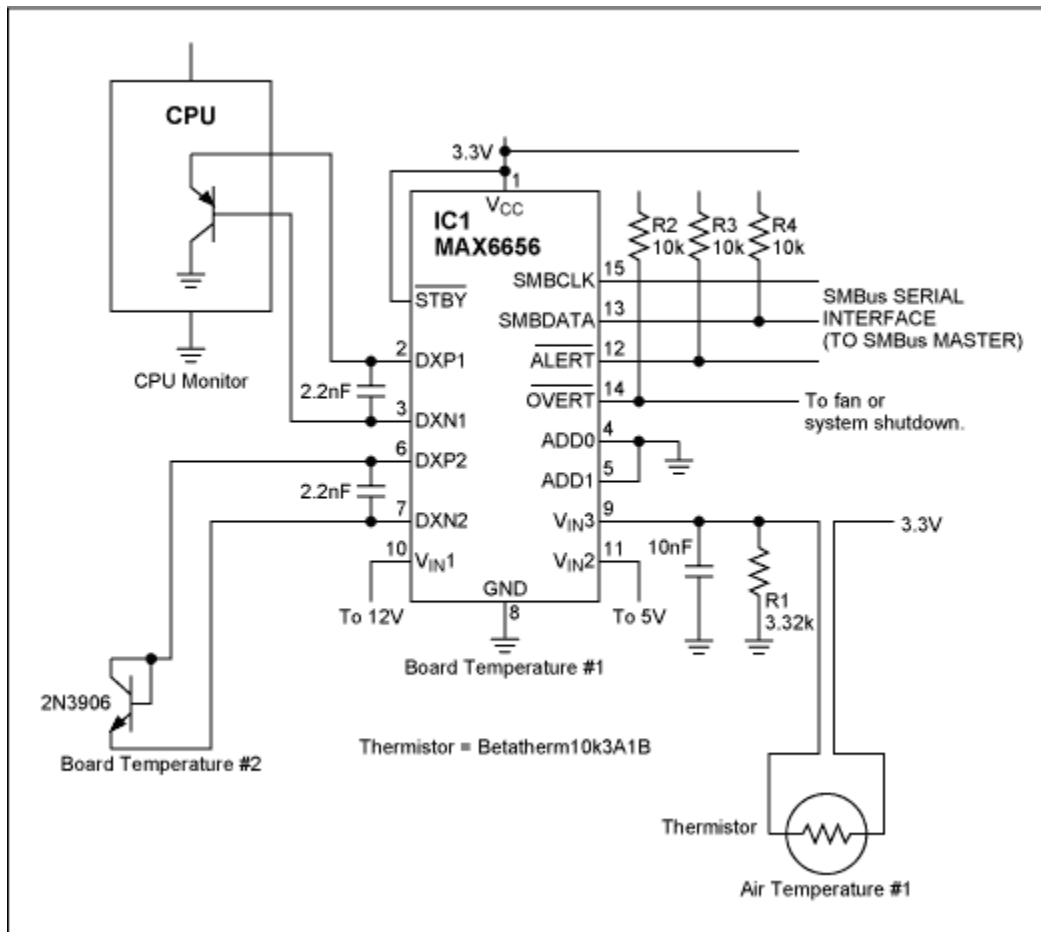 CPU
CPU Monitor
3.3V
1
VCC
IC1
MAX6656
STBY
2
DXP1
2.2nF
3
DXN1
6
DXP2
2.2nF
7
DXN2
10
VIN1
To 12V
GND
8
Board Temperature #1
R2
10k
R3
10k
R4
10k
SMBCLK
15
SMBDATA
13
ALERT
12
OVERT
14
ADD0
4
ADD1
5
VIN3
9
VIN2
11
To 5V
SMBus SERIAL
INTERFACE
(TO SMBus MASTER)
To fan or
system shutdown.
10nF
R1
3.32k
3.3V
2N3906
Board Temperature #2
Thermistor = Betatherm10k3A1B
Thermistor
Air Temperature #1